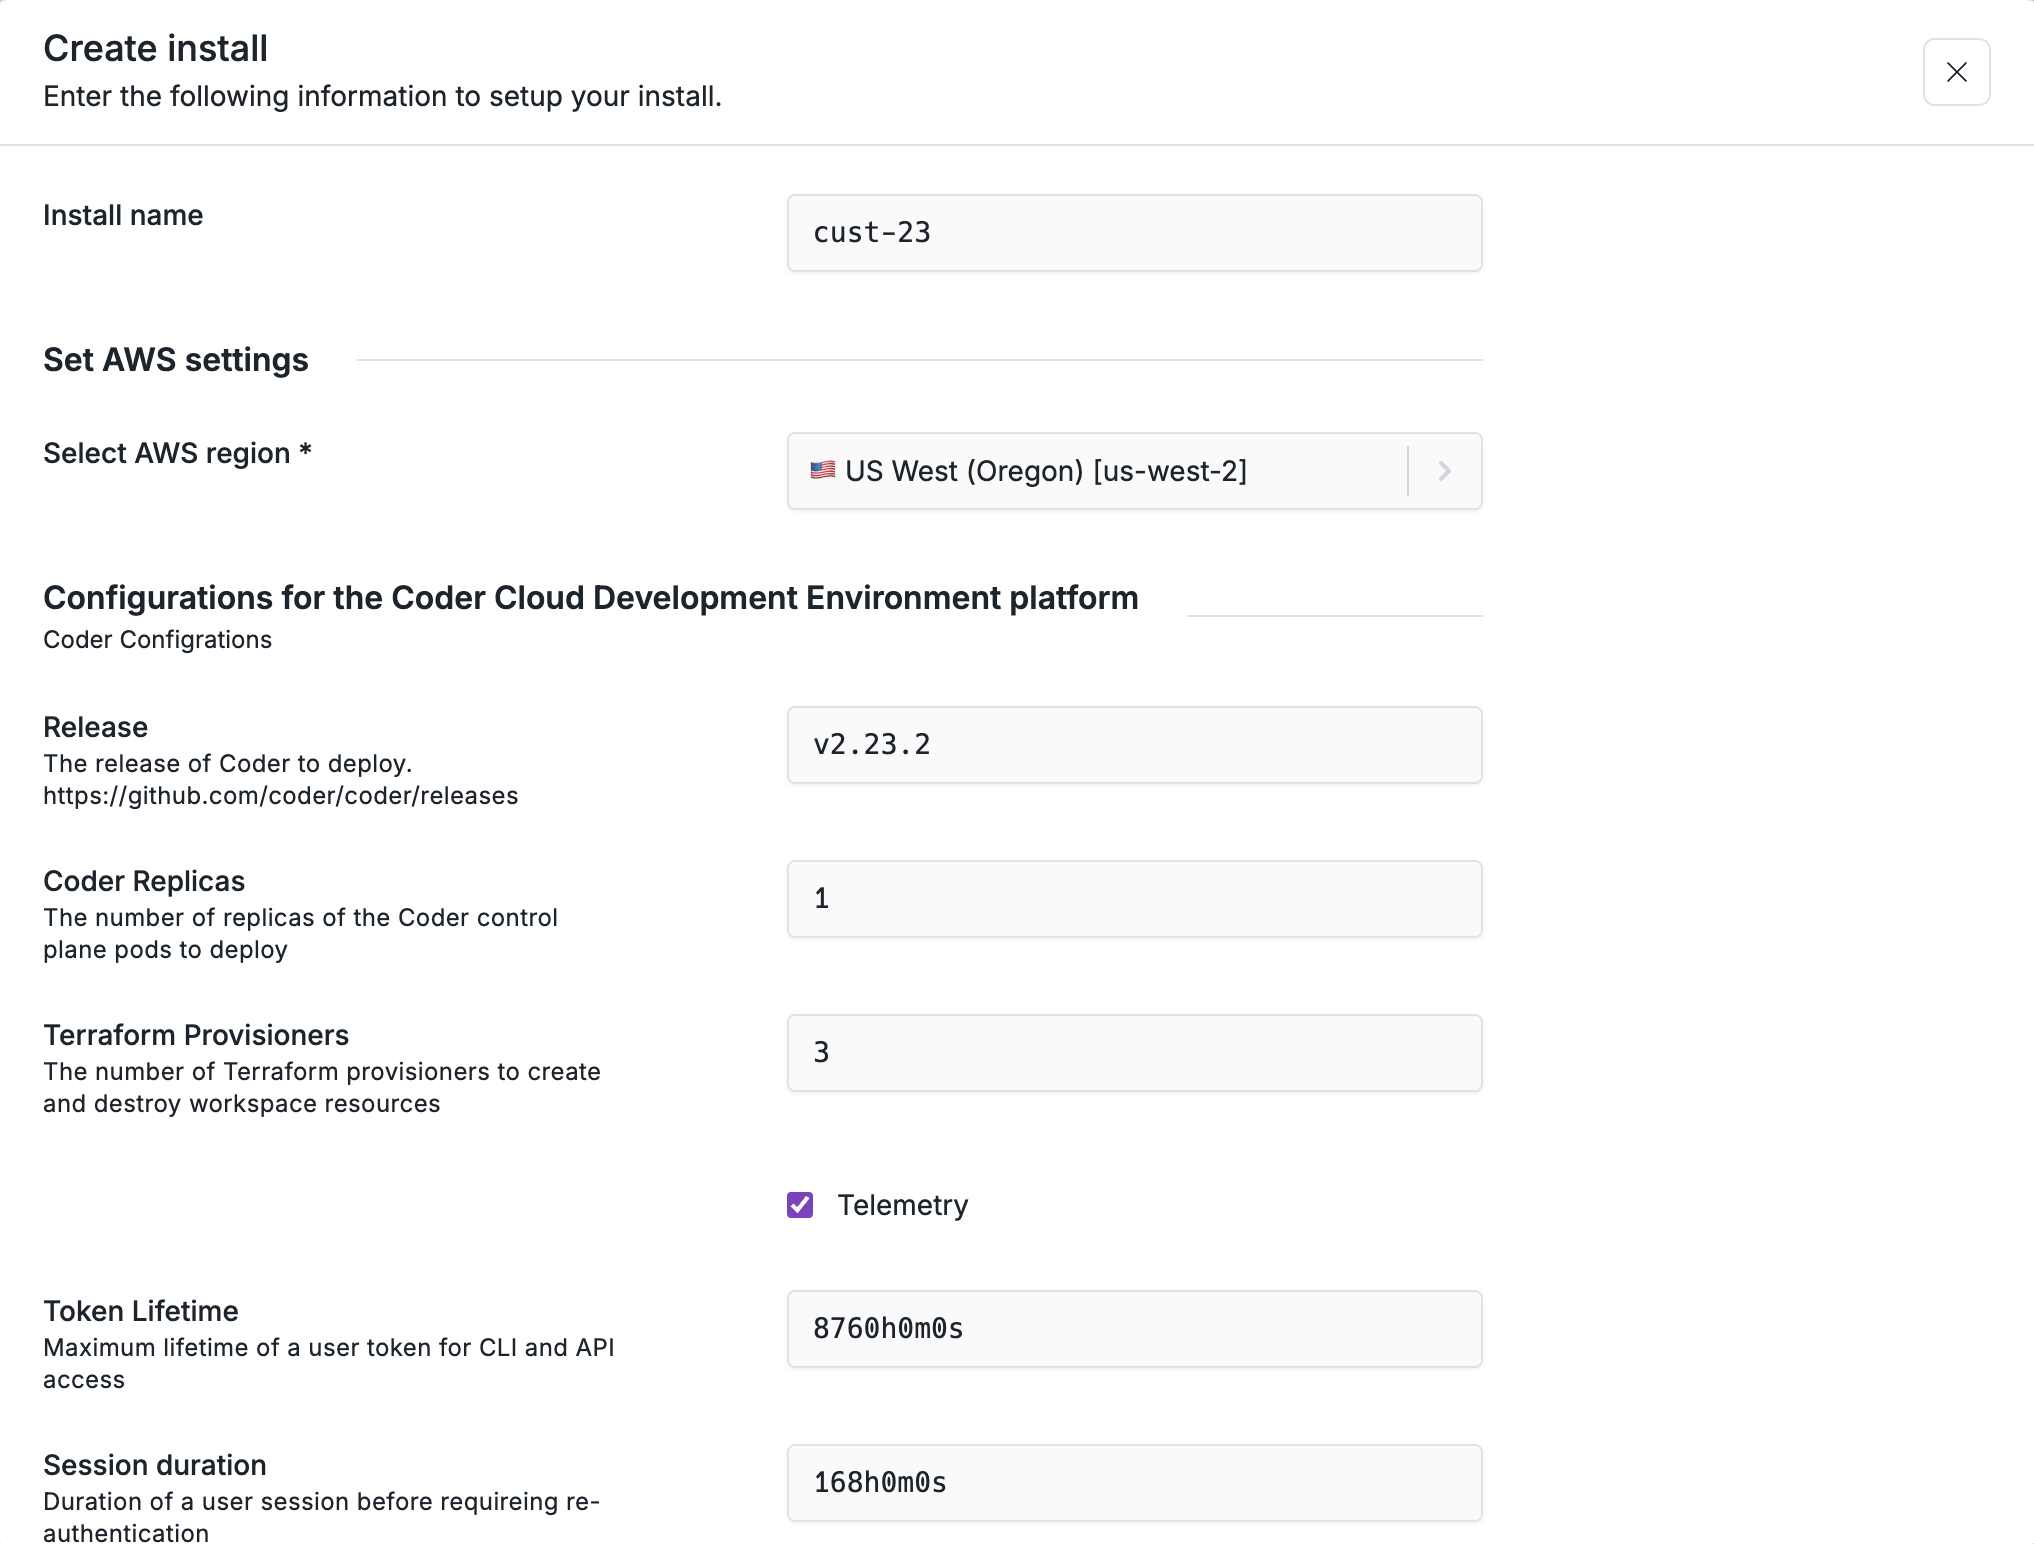 Create install
Enter the following information to setup your install.
Install name
cust-23
Set AWS settings
Select AWS region *
US West (Oregon) [us-west-2]
Configurations for the Coder Cloud Development Environment platform
Coder Configrations
Release
The release of Coder to deploy.
https://github.com/coder/coder/releases
v2.23.2
Coder Replicas
The number of replicas of the Coder control
plane pods to deploy
1
Terraform Provisioners
The number of Terraform provisioners to create
and destroy workspace resources
3
Telemetry
Token Lifetime
Maximum lifetime of a user token for CLI and API
access
8760h0m0s
Session duration
Duration of a user session before requireing re-
authentication
168h0m0s